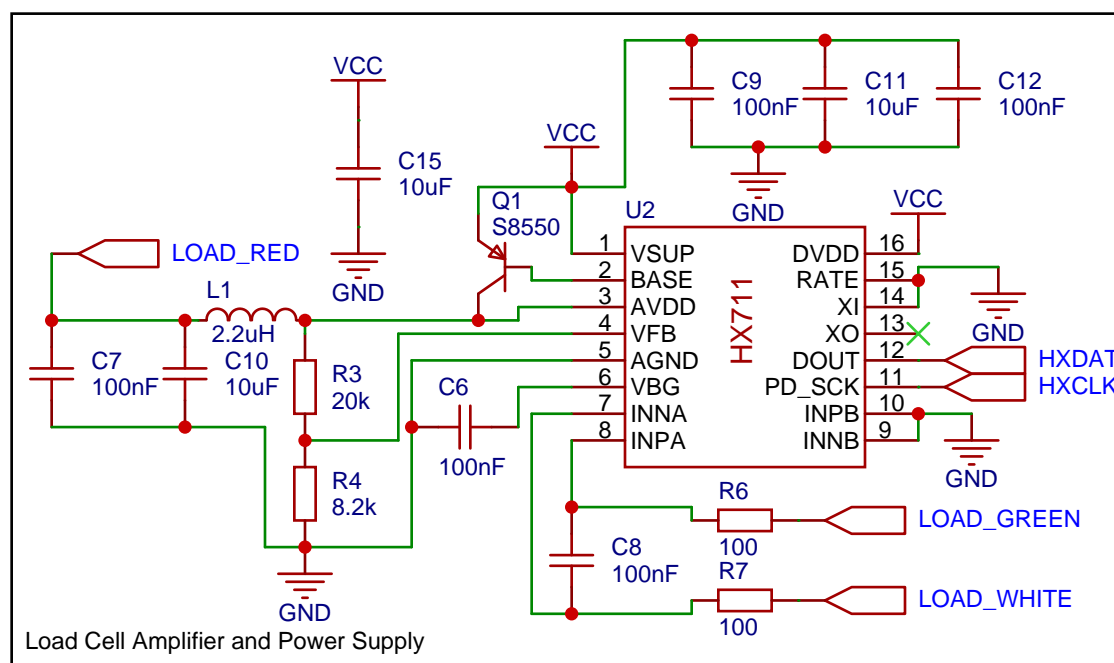 VCC
C15
10uF
GND
LOAD_RED
L1
2.2uH
C7
100nF
C10
10uF
R3
20k
R4
8.2k
GND
C6
100nF
Q1
S8550
VCC
C9
100nF
C11
10uF
C12
100nF
GND
U2
HX711
1 VSUP
2 BASE
3 AVDD
4 VFB
5 AGND
6 VBG
7 INNA
8 INPA
DVDD 16
RATE 15
XI 14
XO 13
DOUT 12
PD_SCK 11
INPB 10
INNB 9
VCC
GND
HXDAT
HXCLK
GND
R6
100
LOAD_GREEN
C8
100nF
R7
100
LOAD_WHITE
Load Cell Amplifier and Power Supply